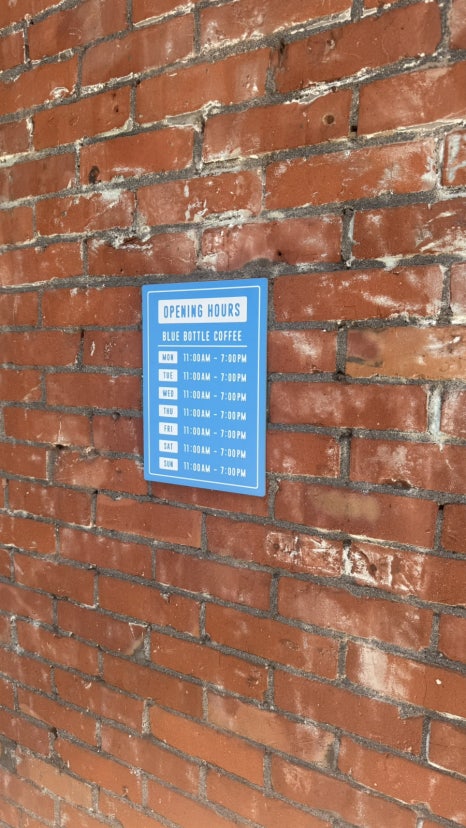 OPENING HOURS
BLUE BOTTLE COFFEE
MON 11:00AM - 7:00PM
TUE 11:00AM - 7:00PM
WED 11:00AM - 7:00PM
THU 11:00AM - 7:00PM
FRI 11:00AM - 7:00PM
SAT 11:00AM - 7:00PM
SUN 11:00AM - 7:00PM